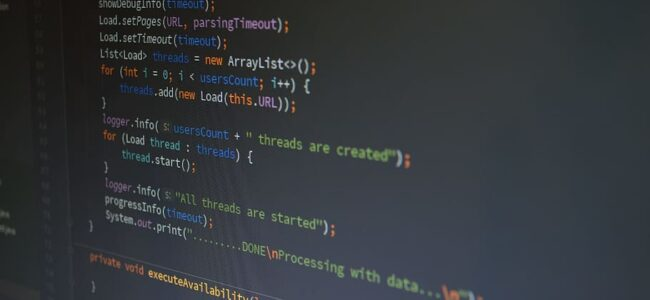 showDebugInfo(timeout);
Load.setPages(URL, parsingTimeout);
Load.setTimeout(timeout);
List<Load> threads = new ArrayList<>();
for (int i = 0; i < usersCount; i++) {
threads.add(new Load(this.URL));
}
logger.info( s: usersCount + " threads are created");
for (Load thread : threads) {
thread.start();
}
logger.info( s: "All threads are started");
progressInfo(timeout);
System.out.print(".........DONE\nProcessing with data...\n");
}
private void executeAvailability(
}